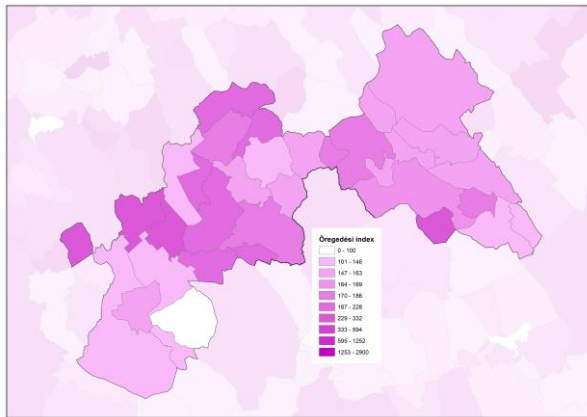 Öregedési index
0 - 100
101 - 146
147 - 163
164 - 169
170 - 186
187 - 228
229 - 332
333 - 594
595 - 1252
1253 - 2900